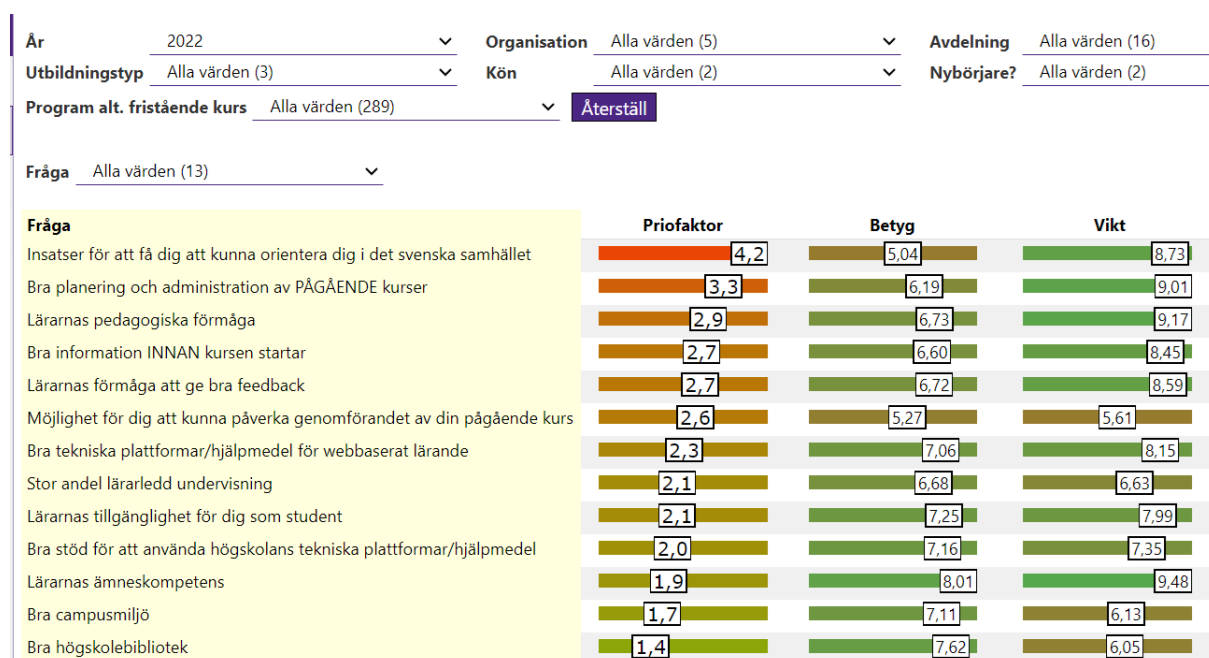 År 2022 Organisation Alla värden (5) Avdelning Alla värden (16)
Utbildningstyp Alla värden (3) Kön Alla värden (2) Nybörjare? Alla värden (2)
Program alt. fristående kurs Alla värden (289) Återställ
Fråga Alla värden (13)
Fråga Priofaktor Betyg Vikt
Insatser för att få dig att kunna orientera dig i det svenska samhället 4,2 5,04 8,73
Bra planering och administration av PÅGÅENDE kurser 3,3 6,19 9,01
Lärarnas pedagogiska förmåga 2,9 6,73 9,17
Bra information INNAN kursen startar 2,7 6,60 8,45
Lärarnas förmåga att ge bra feedback 2,7 6,72 8,59
Möjlighet för dig att kunna påverka genomförandet av din pågående kurs 2,6 5,27 5,61
Bra tekniska plattformar/hjälpmedel för webbaserat lärande 2,3 7,06 8,15
Stor andel lärarledd undervisning 2,1 6,68 6,63
Lärarnas tillgänglighet för dig som student 2,1 7,25 7,99
Bra stöd för att använda högskolans tekniska plattformar/hjälpmedel 2,0 7,16 7,35
Lärarnas ämneskompetens 1,9 8,01 9,48
Bra campusmiljö 1,7 7,11 6,13
Bra högskolebibliotek 1,4 7,62 6,05